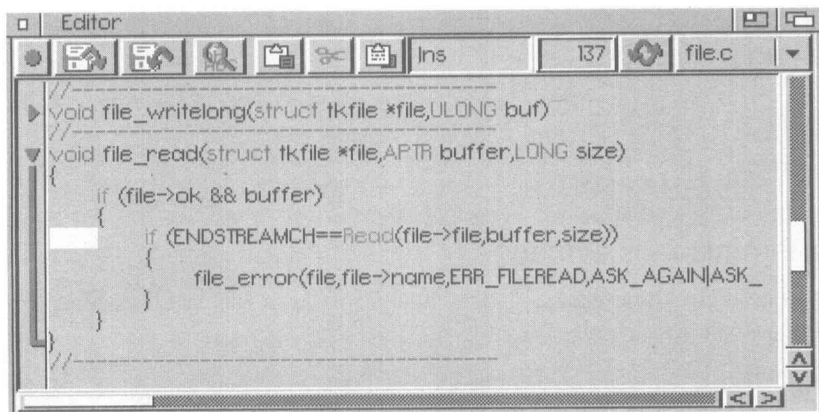 Editor
Ins 137 file.c
//----------------------------------------
void file_writelong(struct tkfile *file,ULONG buf)
//----------------------------------------
void file_read(struct tkfile *file,APTR buffer,LONG size)
{
if (file->ok && buffer)
{
if (ENDSTREAMCH==Read(file->file,buffer,size))
{
file_error(file,file->name,ERR_FILEREAD,ASK_AGAIN|ASK_
}
}
}
//----------------------------------------